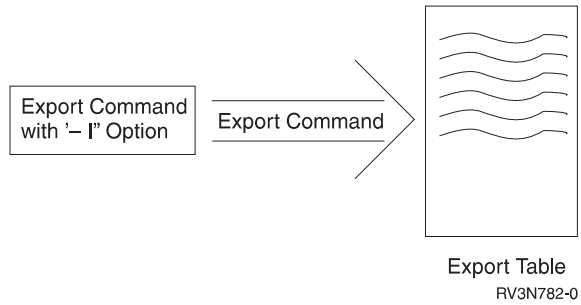 Export Command
with '– I" Option
Export Command
Export Table
RV3N782-0